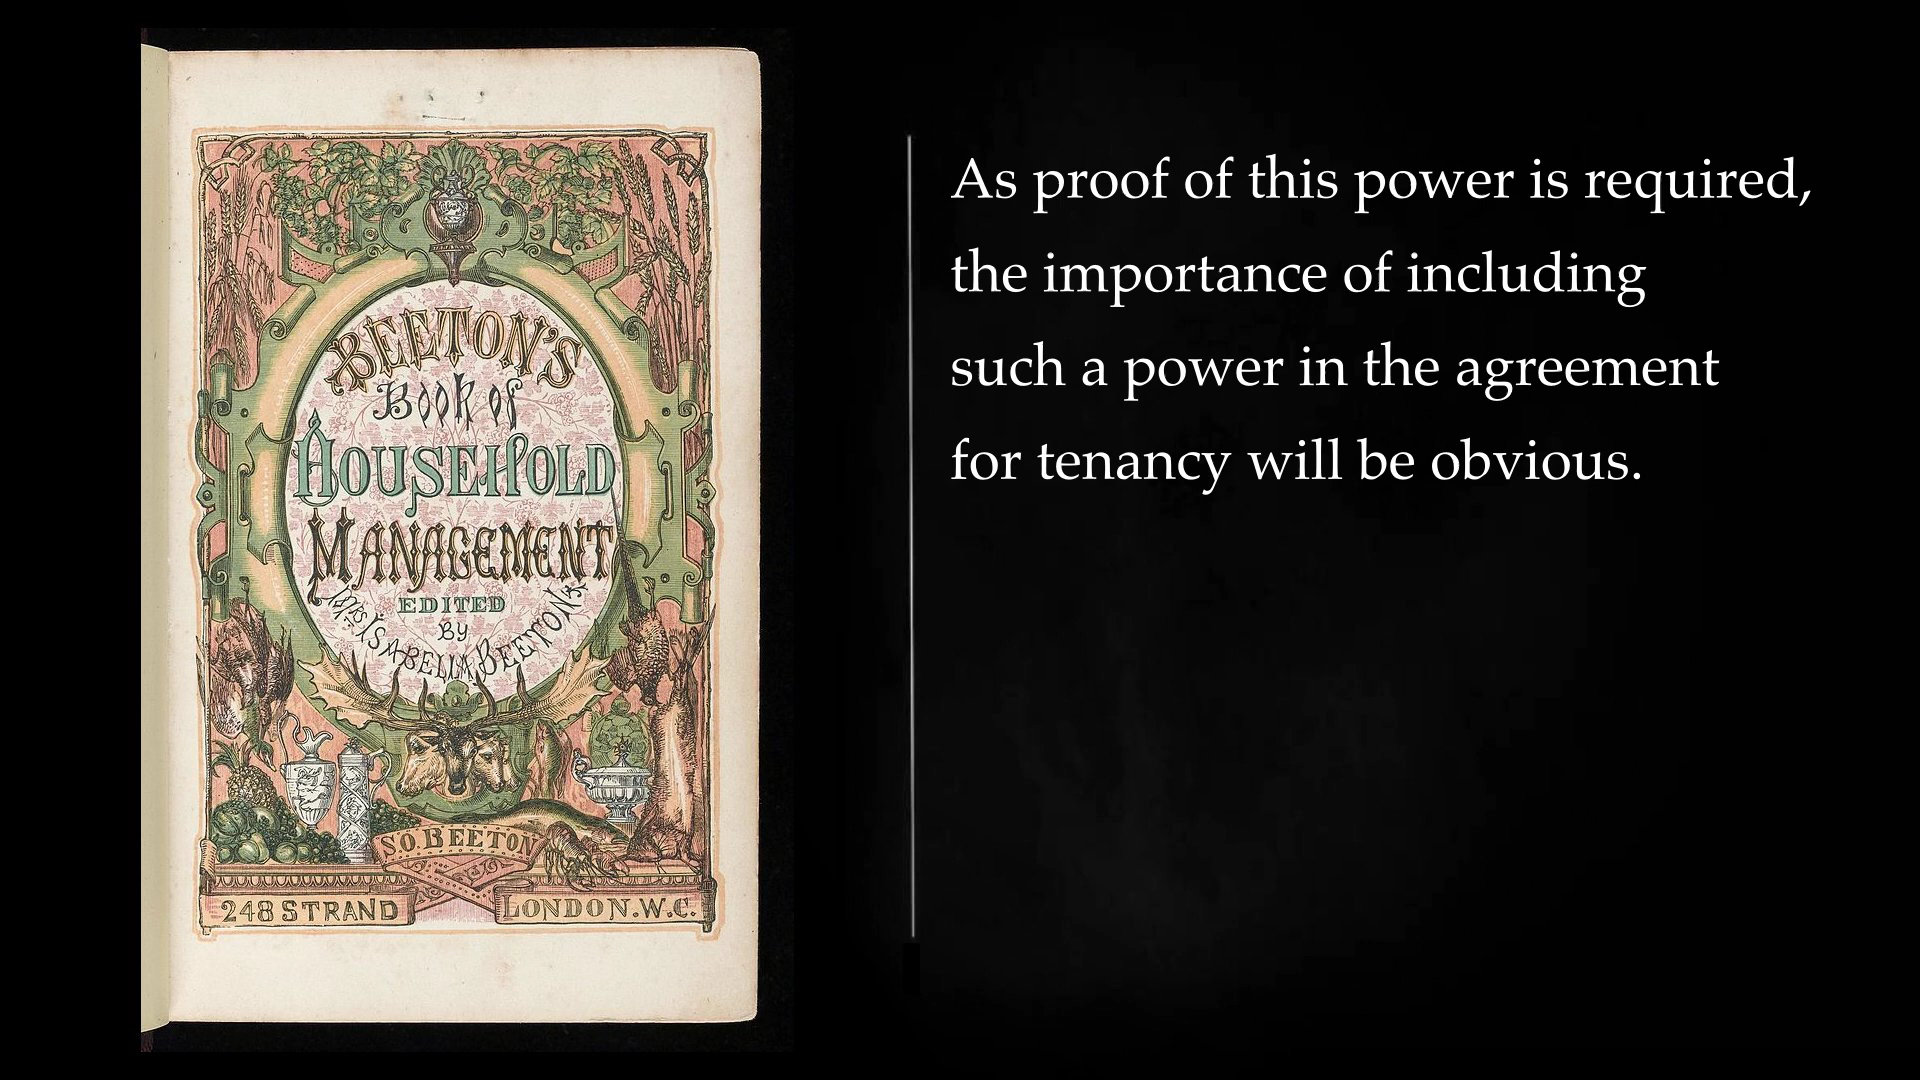 BEETON'S
Book of
HOUSEHOLD
MANAGEMENT
EDITED
By
MRS ISABELLA BEETON
S.O. BEETON
248 STRAND
LONDON. W.C.
As proof of this power is required,
the importance of including
such a power in the agreement
for tenancy will be obvious.